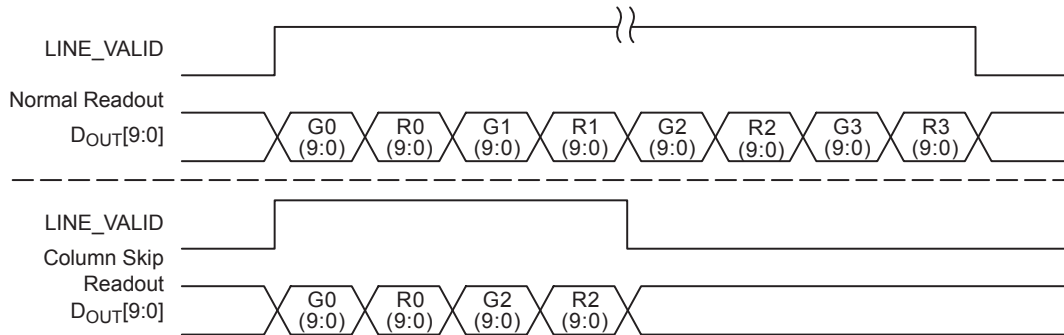 LINE_VALID
Normal Readout
DOUT[9:0]
G0 R0 G1 R1 G2 R2 G3 R3
(9:0) (9:0) (9:0) (9:0) (9:0) (9:0) (9:0) (9:0)
LINE_VALID
Column Skip
Readout
DOUT[9:0]
G0 R0 G2 R2
(9:0) (9:0) (9:0) (9:0)